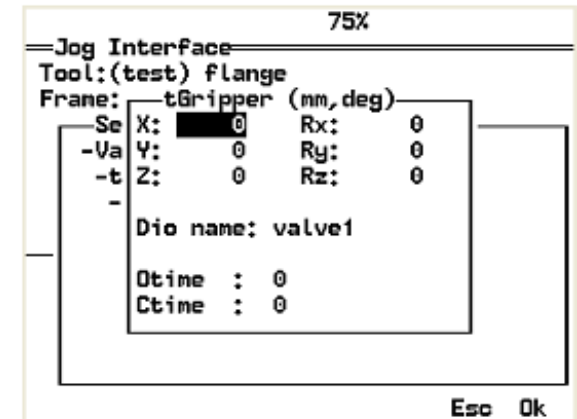 75%
Jog Interface
Tool:(test) flange
Frame: tGripper (mm,deg)
Se X: 0 Rx: 0
-Va Y: 0 Ry: 0
-t Z: 0 Rz: 0
-
Dio name: valve1
Otime : 0
Ctime : 0
Esc Ok